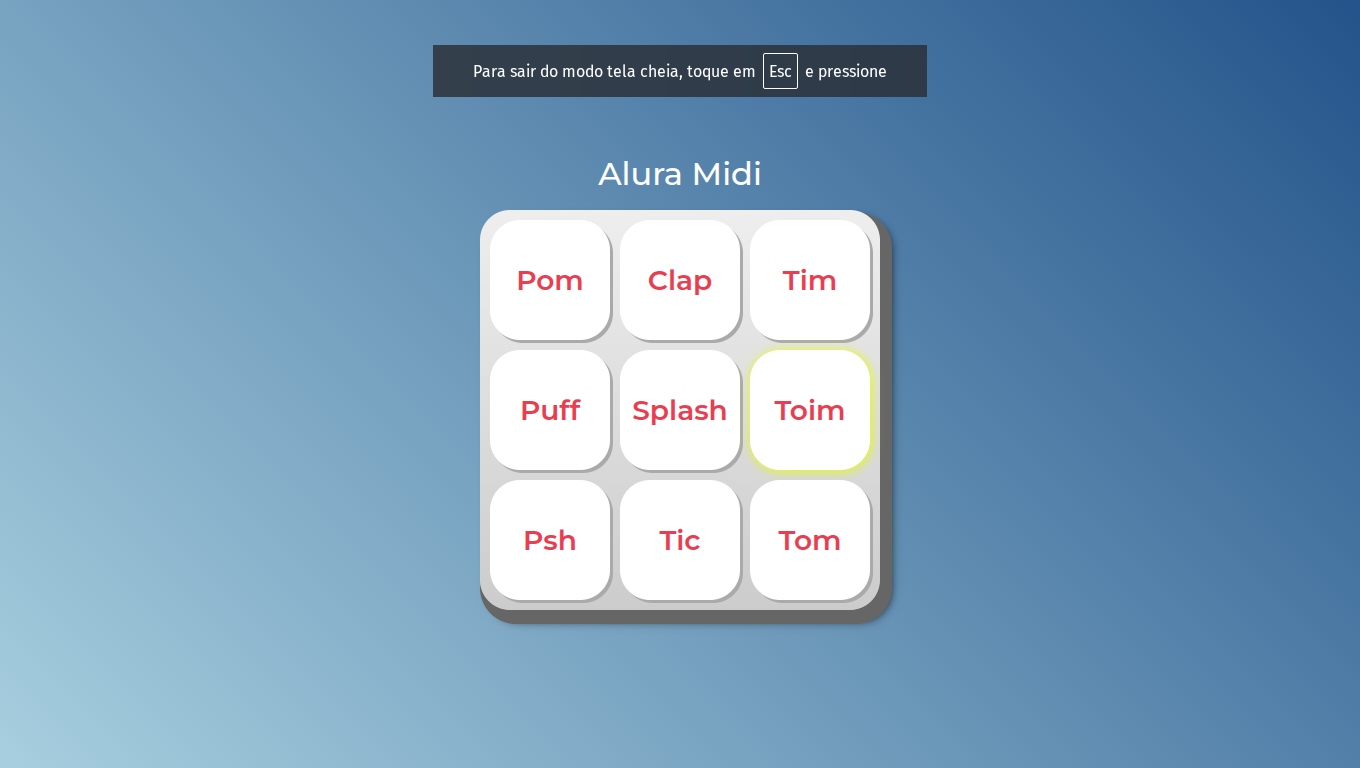 Para sair do modo tela cheia, toque em Esc e pressione
Alura Midi
Pom Clap Tim
Puff Splash Toim
Psh Tic Tom